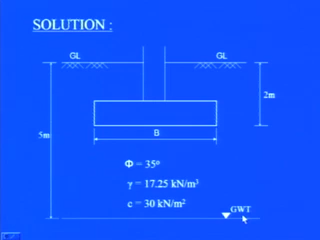 SOLUTION :
GL GL
2m
5m
B
Φ = 35°
γ = 17.25 kN/m³
c = 30 kN/m²
GWT